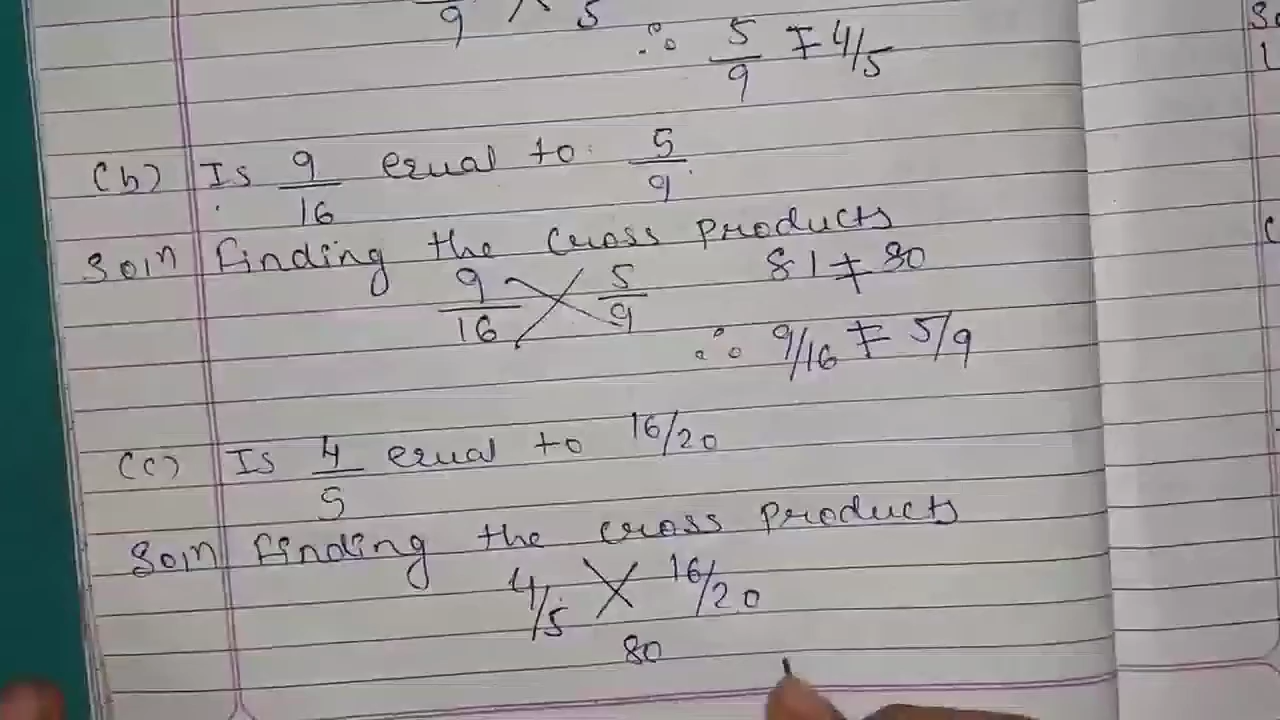 9 5
∴ 5/9 ≠ 4/5
(b) Is 9/16 equal to 5/9
Soln Finding the cross products
9/16 × 5/9 81 ≠ 80
∴ 9/16 ≠ 5/9
(c) Is 4/5 equal to 16/20
Soln Finding the cross products
4/5 × 16/20
80